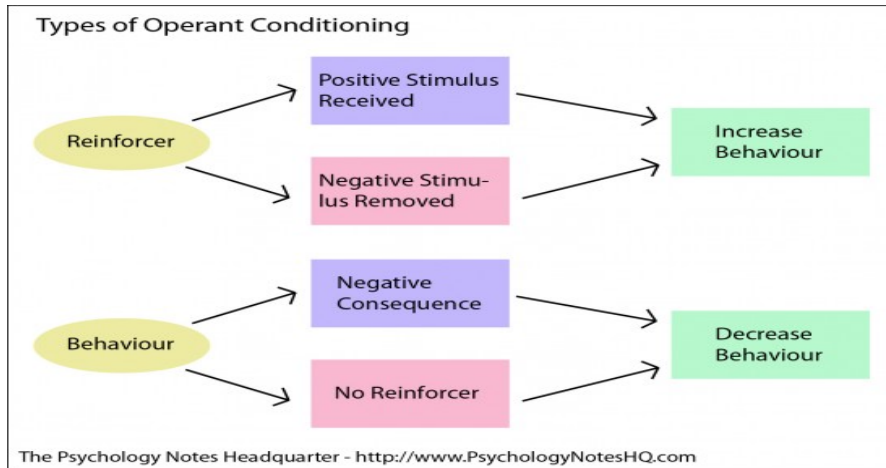 Types of Operant Conditioning
Positive Stimulus
Received
Reinforcer
Increase
Behaviour
Negative Stimu-
lus Removed
Negative
Consequence
Behaviour
Decrease
Behaviour
No Reinforcer
The Psychology Notes Headquarter - http://www.PsychologyNotesHQ.com